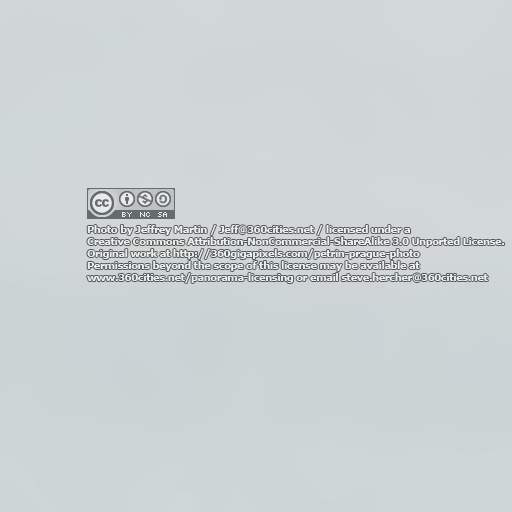 cc
BY NC SA
Photo by Jeffrey Martin / Jeff@360cities.net / licensed under a
Creative Commons Attribution-NonCommercial-ShareAlike 3.0 Unported License.
Original work at http://360gigapixels.com/petrin-prague-photo
Permissions beyond the scope of this license may be available at
www.360cities.net/panorama-licensing or email steve.hercher@360cities.net